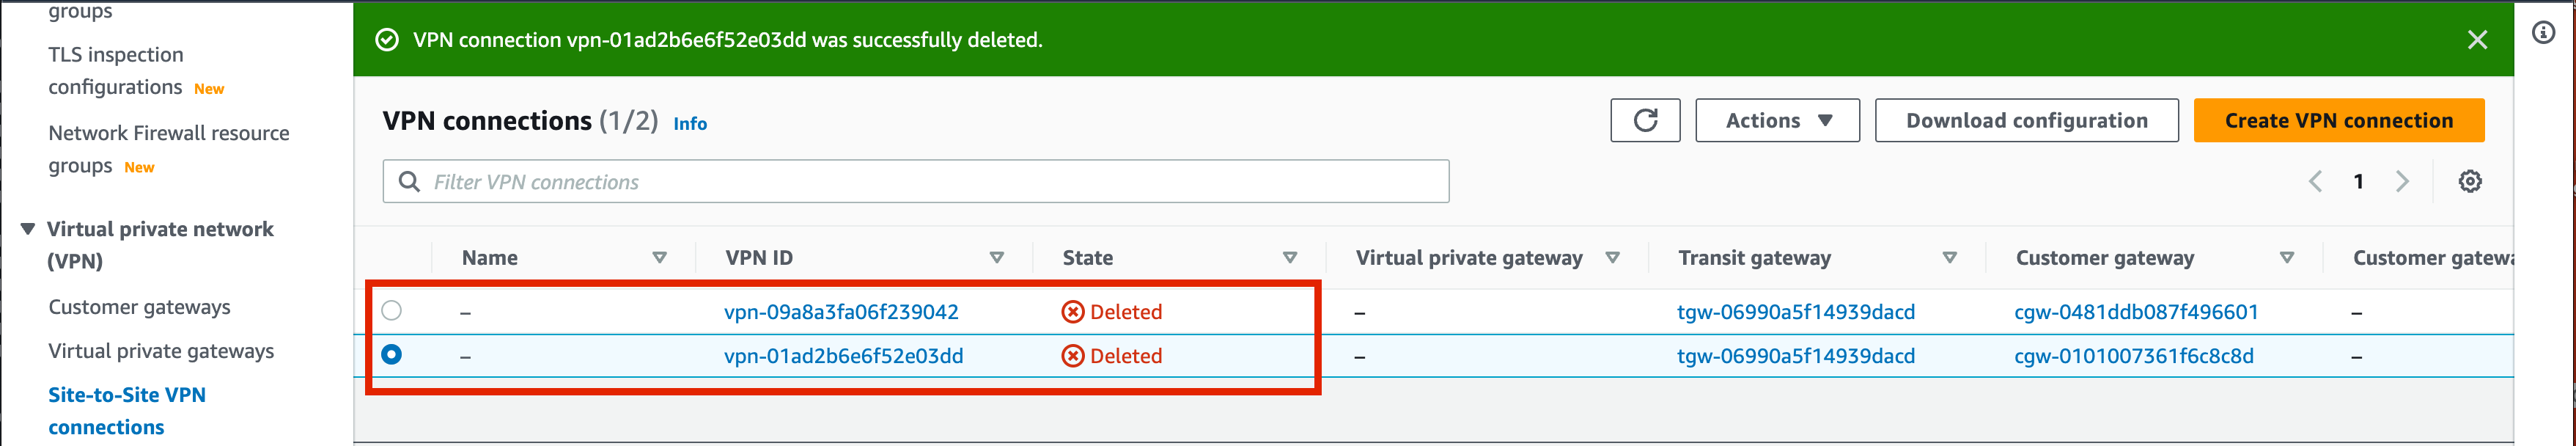 groups
TLS inspection
configurations New
Network Firewall resource
groups New
Virtual private network
(VPN)
Customer gateways
Virtual private gateways
Site-to-Site VPN
connections
VPN connection vpn-01ad2b6e6f52e03dd was successfully deleted.
VPN connections (1/2) Info
Actions
Download configuration
Create VPN connection
Filter VPN connections
1
Name VPN ID State Virtual private gateway Transit gateway Customer gateway Customer gatewa
– vpn-09a8a3fa06f239042 Deleted – tgw-06990a5f14939dacd cgw-0481ddb087f496601 –
– vpn-01ad2b6e6f52e03dd Deleted – tgw-06990a5f14939dacd cgw-0101007361f6c8c8d –